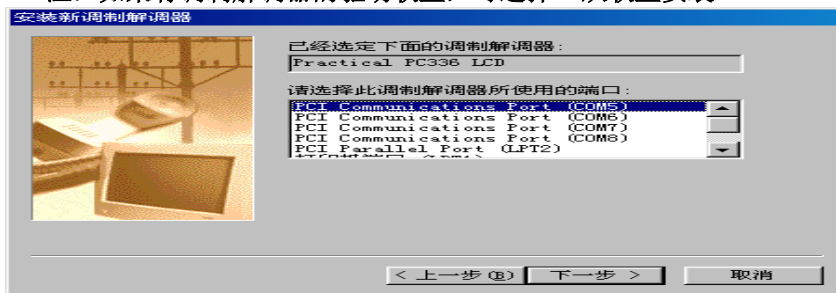 安装新调制解调器
已经选定下面的调制解调器:
Practical PC336 LCD
请选择此调制解调器所使用的端口:
PCI Communications Port (COM5)
PCI Communications Port (COM6)
PCI Communications Port (COM7)
PCI Communications Port (COM8)
PCI Parallel Port (LPT2)
< 上一步(B) 下一步 > 取消